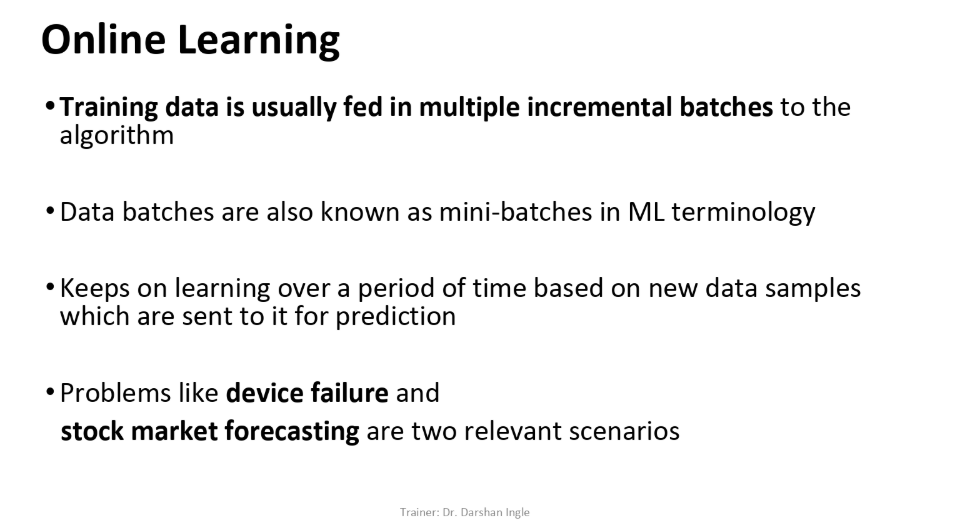 Online Learning
•Training data is usually fed in multiple incremental batches to the
algorithm
•Data batches are also known as mini-batches in ML terminology
•Keeps on learning over a period of time based on new data samples
which are sent to it for prediction
•Problems like device failure and
stock market forecasting are two relevant scenarios
Trainer: Dr. Darshan Ingle